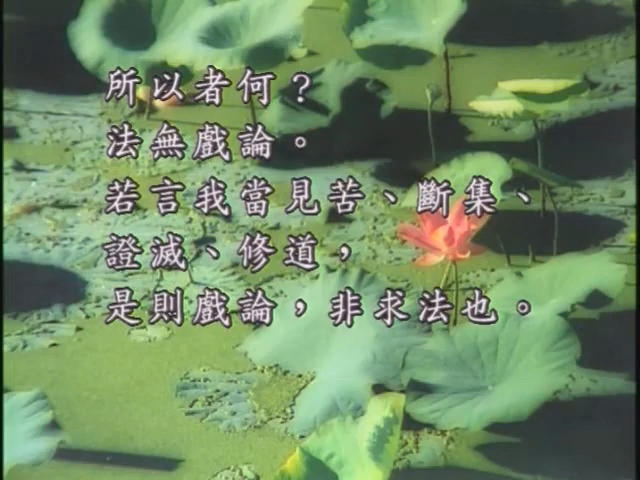 所以者何？
法無戲論。
若言我當見苦、斷集、
證滅、修道，
是則戲論，非求法也。